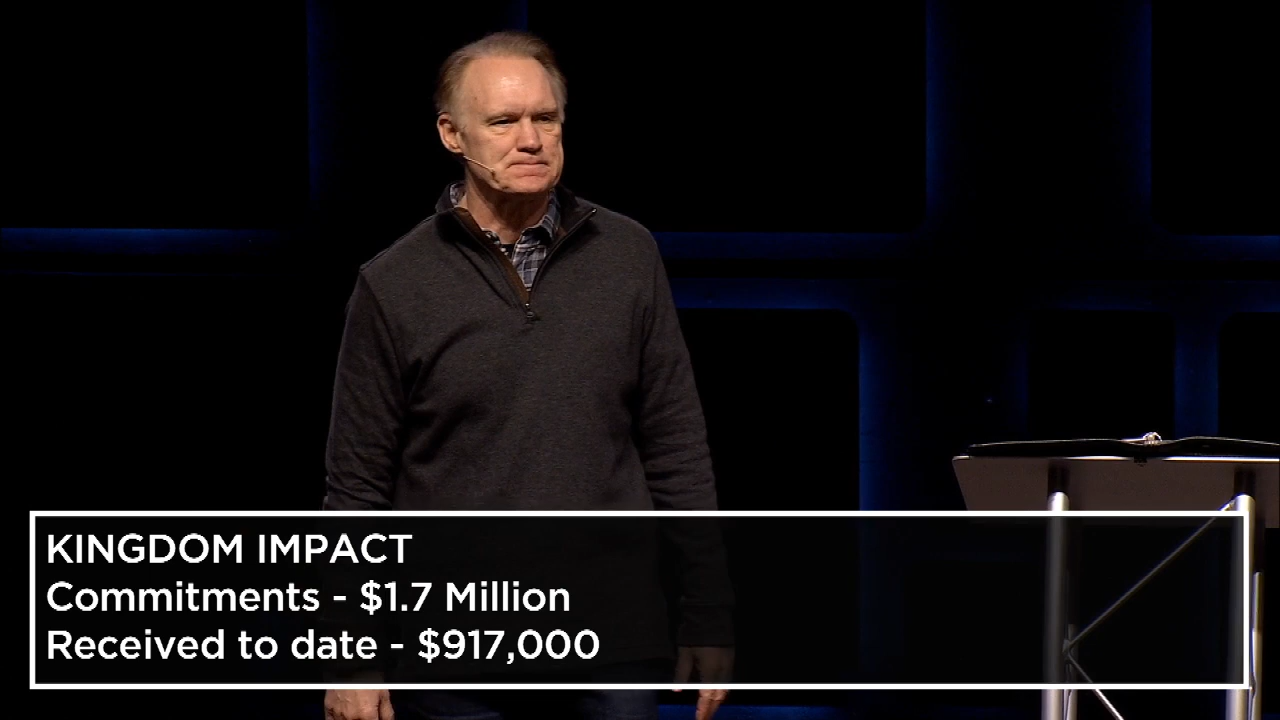 KINGDOM IMPACT
Commitments - $1.7 Million
Received to date - $917,000